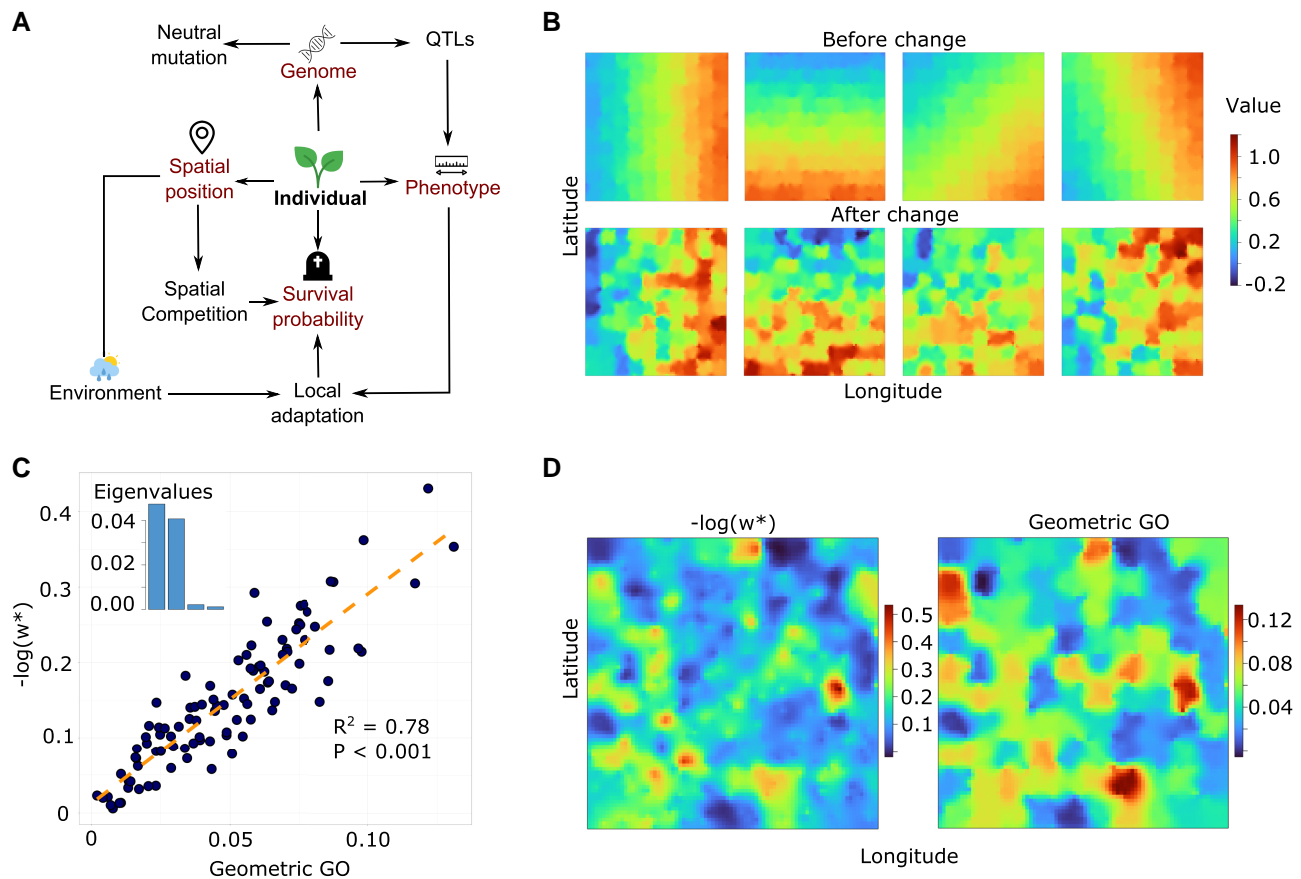 A
Neutral
mutation
Genome
QTLs
Spatial
position
Individual
Phenotype
Spatial
Competition
Survival
probability
Environment
Local
adaptation
B
Before change
After change
Latitude
Longitude
Value
1.0
0.6
0.2
-0.2
C
Eigenvalues
0.04
0.02
0.00
-log(w*)
0.4
0.3
0.2
0.1
0
R² = 0.78
P < 0.001
0
0.05
0.10
Geometric GO
D
-log(w*)
Geometric GO
Latitude
0.5
0.4
0.3
0.2
0.1
0.12
0.08
0.04
Longitude